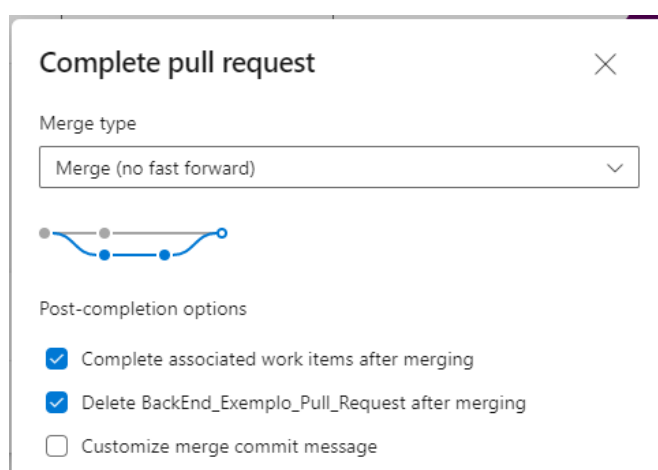 Complete pull request
Merge type
Merge (no fast forward)
Post-completion options
Complete associated work items after merging
Delete BackEnd_Exemplo_Pull_Request after merging
Customize merge commit message